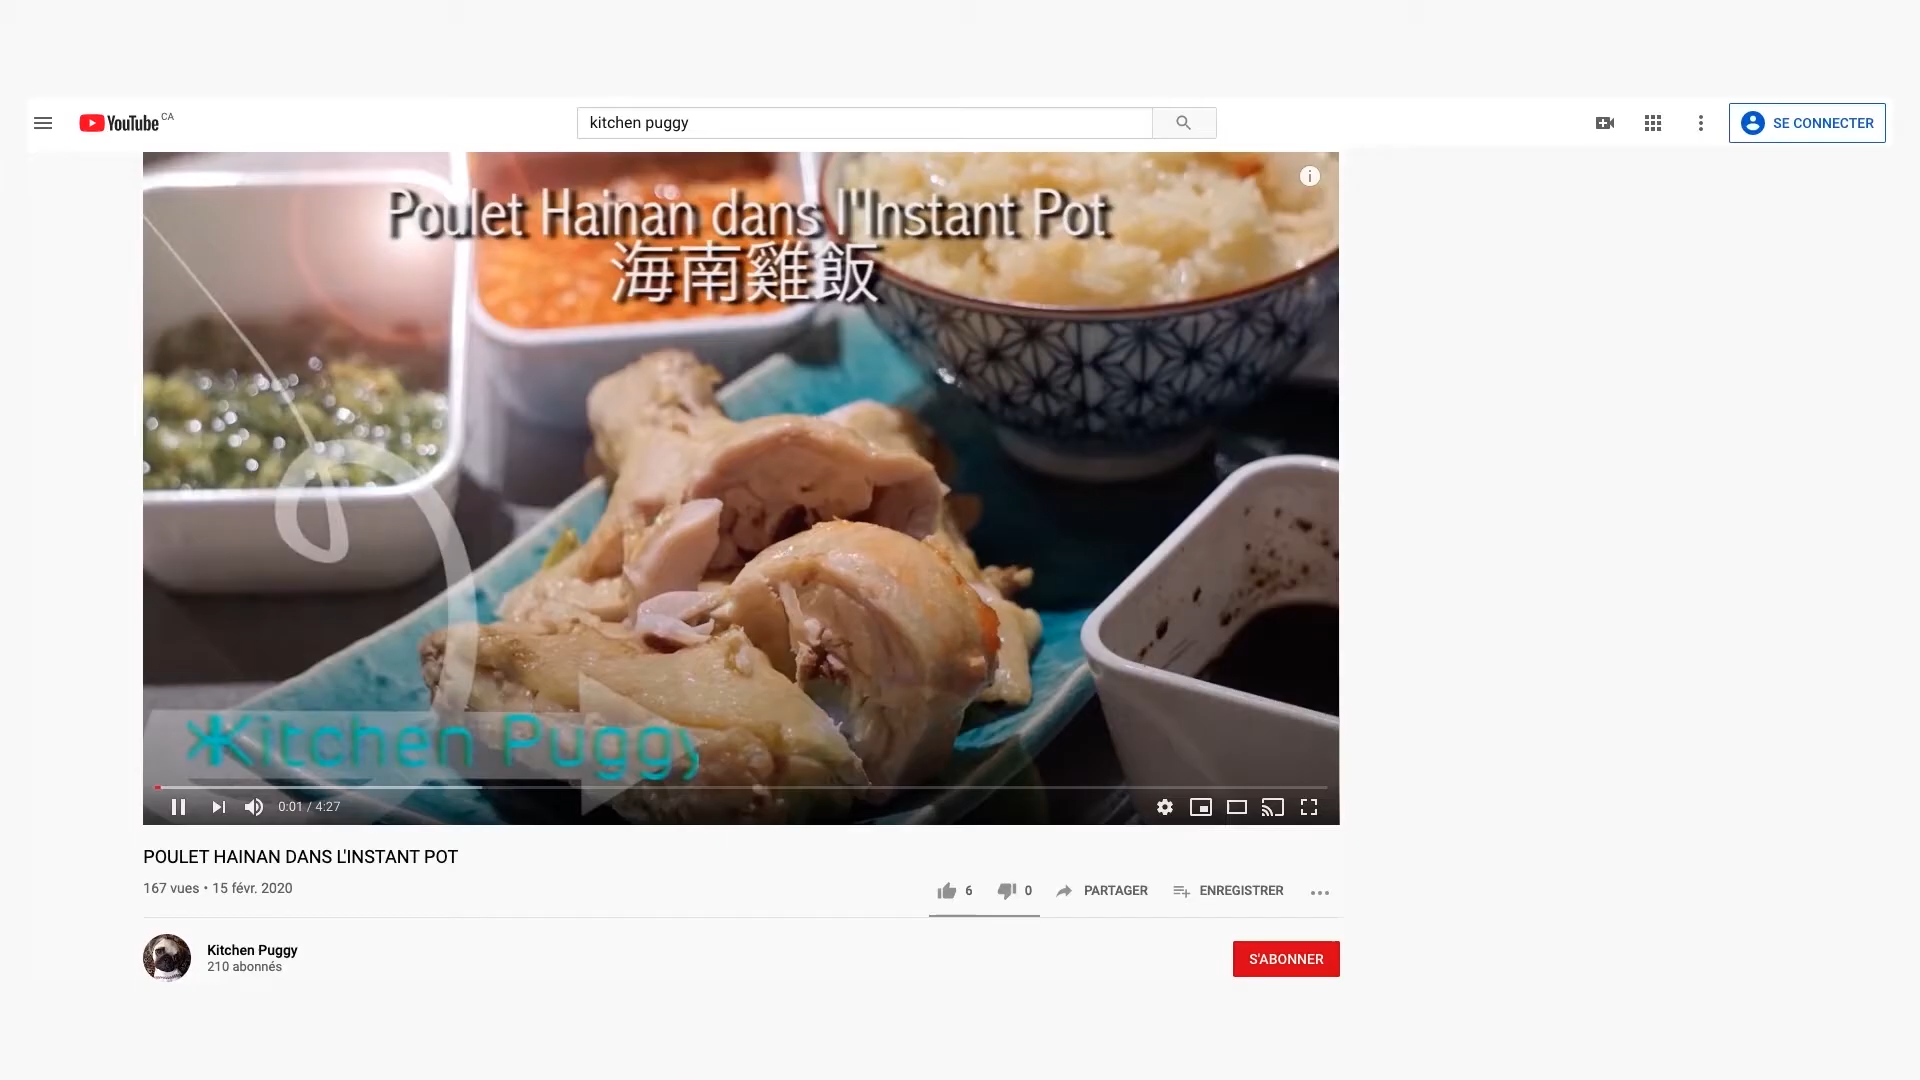 YouTube CA
kitchen puggy
SE CONNECTER
Poulet Hainan dans l''Instant Pot
海南雞飯
Kitchen Puggy
0:01 / 4:27
POULET HAINAN DANS L'INSTANT POT
167 vues • 15 févr. 2020
6
0
PARTAGER
ENREGISTRER
Kitchen Puggy
210 abonnés
S'ABONNER